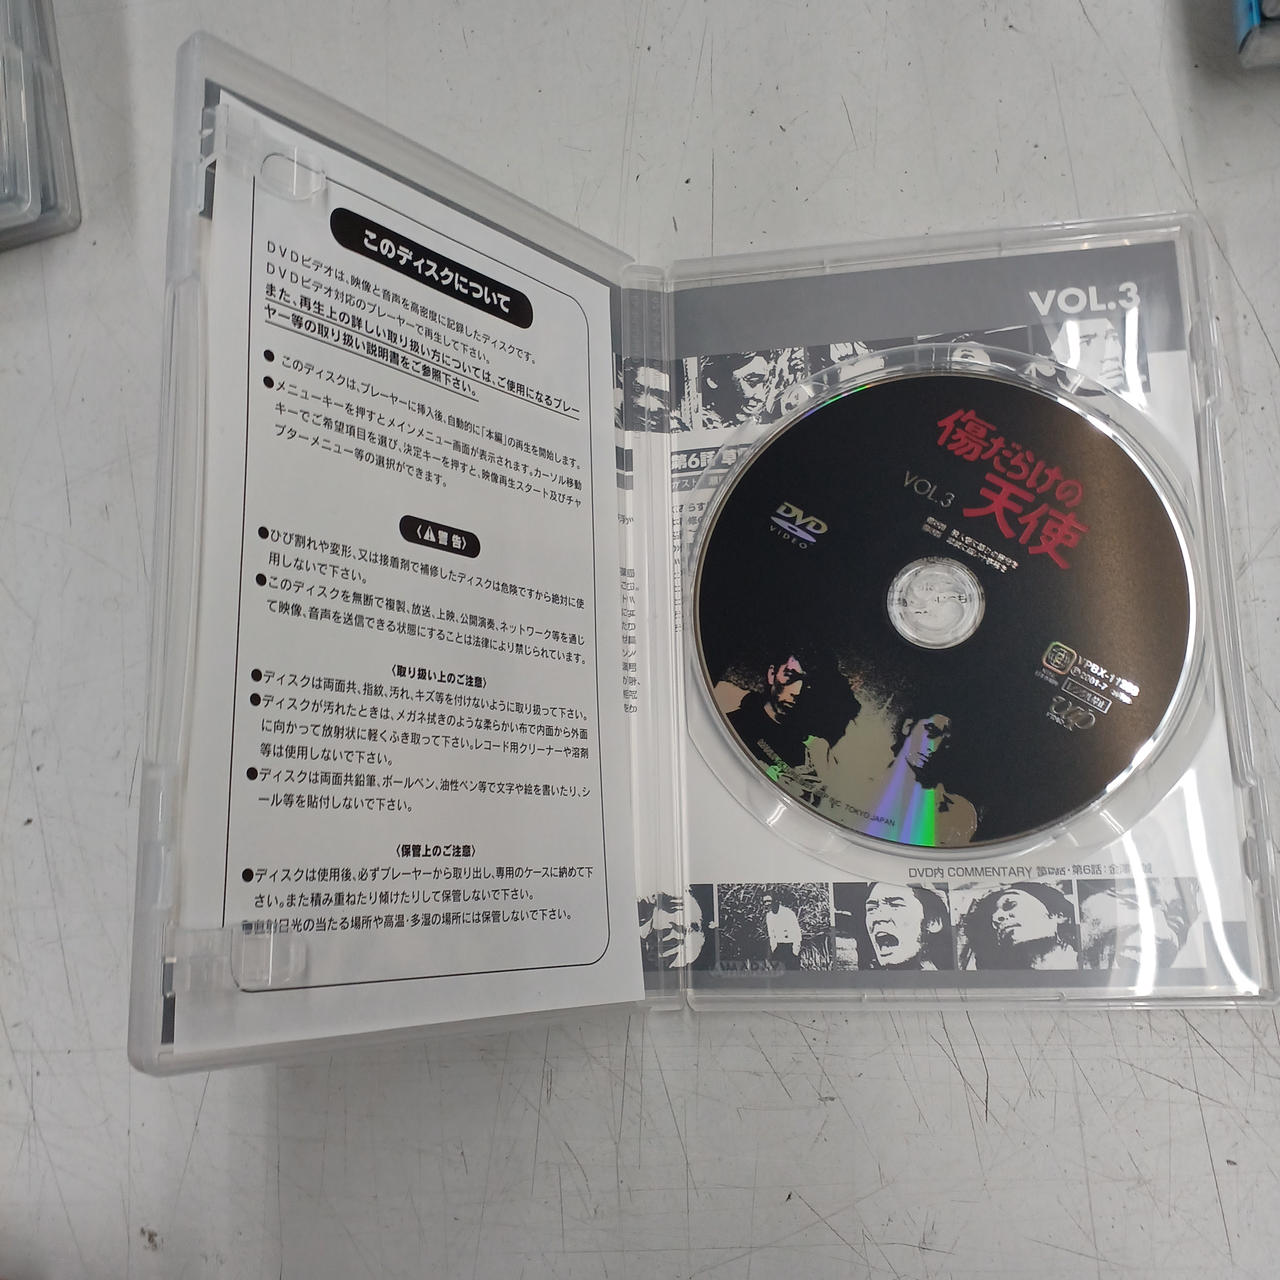 このディスクについて
DVDビデオは、映像と音声を高密度に記録したディスクです。
DVDビデオ対応のプレーヤーで再生して下さい。
また、再生上の詳しい取り扱い方については、ご使用になるプレー
ヤー等の取り扱い説明書をご参照下さい。
● このディスクは、プレーヤーに挿入後、自動的に「本編」の再生を開始します。
●メニューキーを押すとメインメニュー画面が表示されます。カーソル移動
キーでご希望項目を選び、決定キーを押すと、映像再生スタート及びチャ
プターメニュー等の選択ができます。
〈⚠警告〉
●ひび割れや変形、又は接着剤で補修したディスクは危険ですから絶対に使
用しないで下さい。
●このディスクを無断で複製、放送、上映、公開演奏、ネットワーク等を通じ
て映像、音声を送信できる状態にすることは法律により禁じられています。
〈取り扱い上のご注意〉
●ディスクは両面共、指紋、汚れ、キズ等を付けないように取り扱って下さい。
●ディスクが汚れたときは、メガネ拭きのような柔らかい布で内面から外面
に向かって放射状に軽くふき取って下さい。レコード用クリーナーや溶剤
等は使用しないで下さい。
●ディスクは両面共鉛筆、ボールペン、油性ペン等で文字や絵を書いたり、シ
ール等を貼付しないで下さい。
〈保管上のご注意〉
●ディスクは使用後、必ずプレーヤーから取り出し、専用のケースに納めて下
さい。また積み重ねたり傾けたりして保管しないで下さい。
●直射日光の当たる場所や高温・多湿の場所には保管しないで下さい。
VOL.3
第6話
傷だらけの
天使
VOL.3
DVD
VIDEO
TOKYO JAPAN
DVD内 COMMENTARY
第6話：金澤